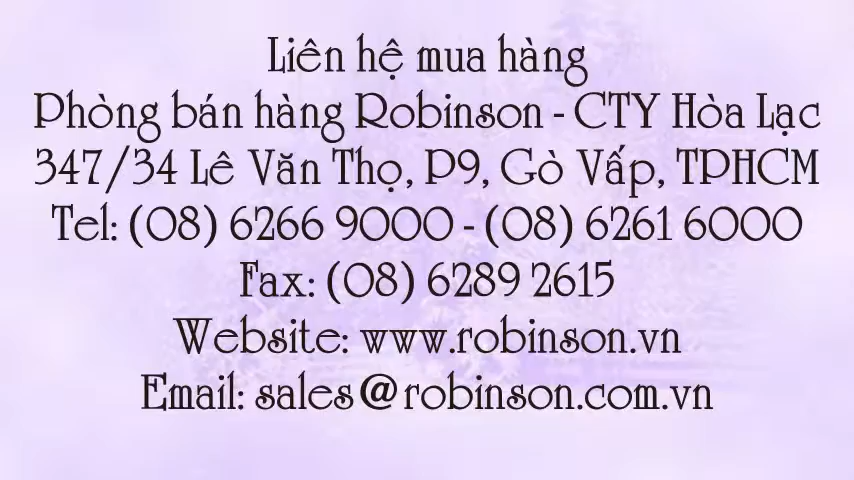 Liên hệ mua hàng
Phòng bán hàng Robinson - CTY Hòa Lạc
347/34 Lê Văn Thọ, P9, Gò Vấp, TPHCM
Tel: (08) 6266 9000 - (08) 6261 6000
Fax: (08) 6289 2615
Website: www.robinson.vn
Email: sales@robinson.com.vn